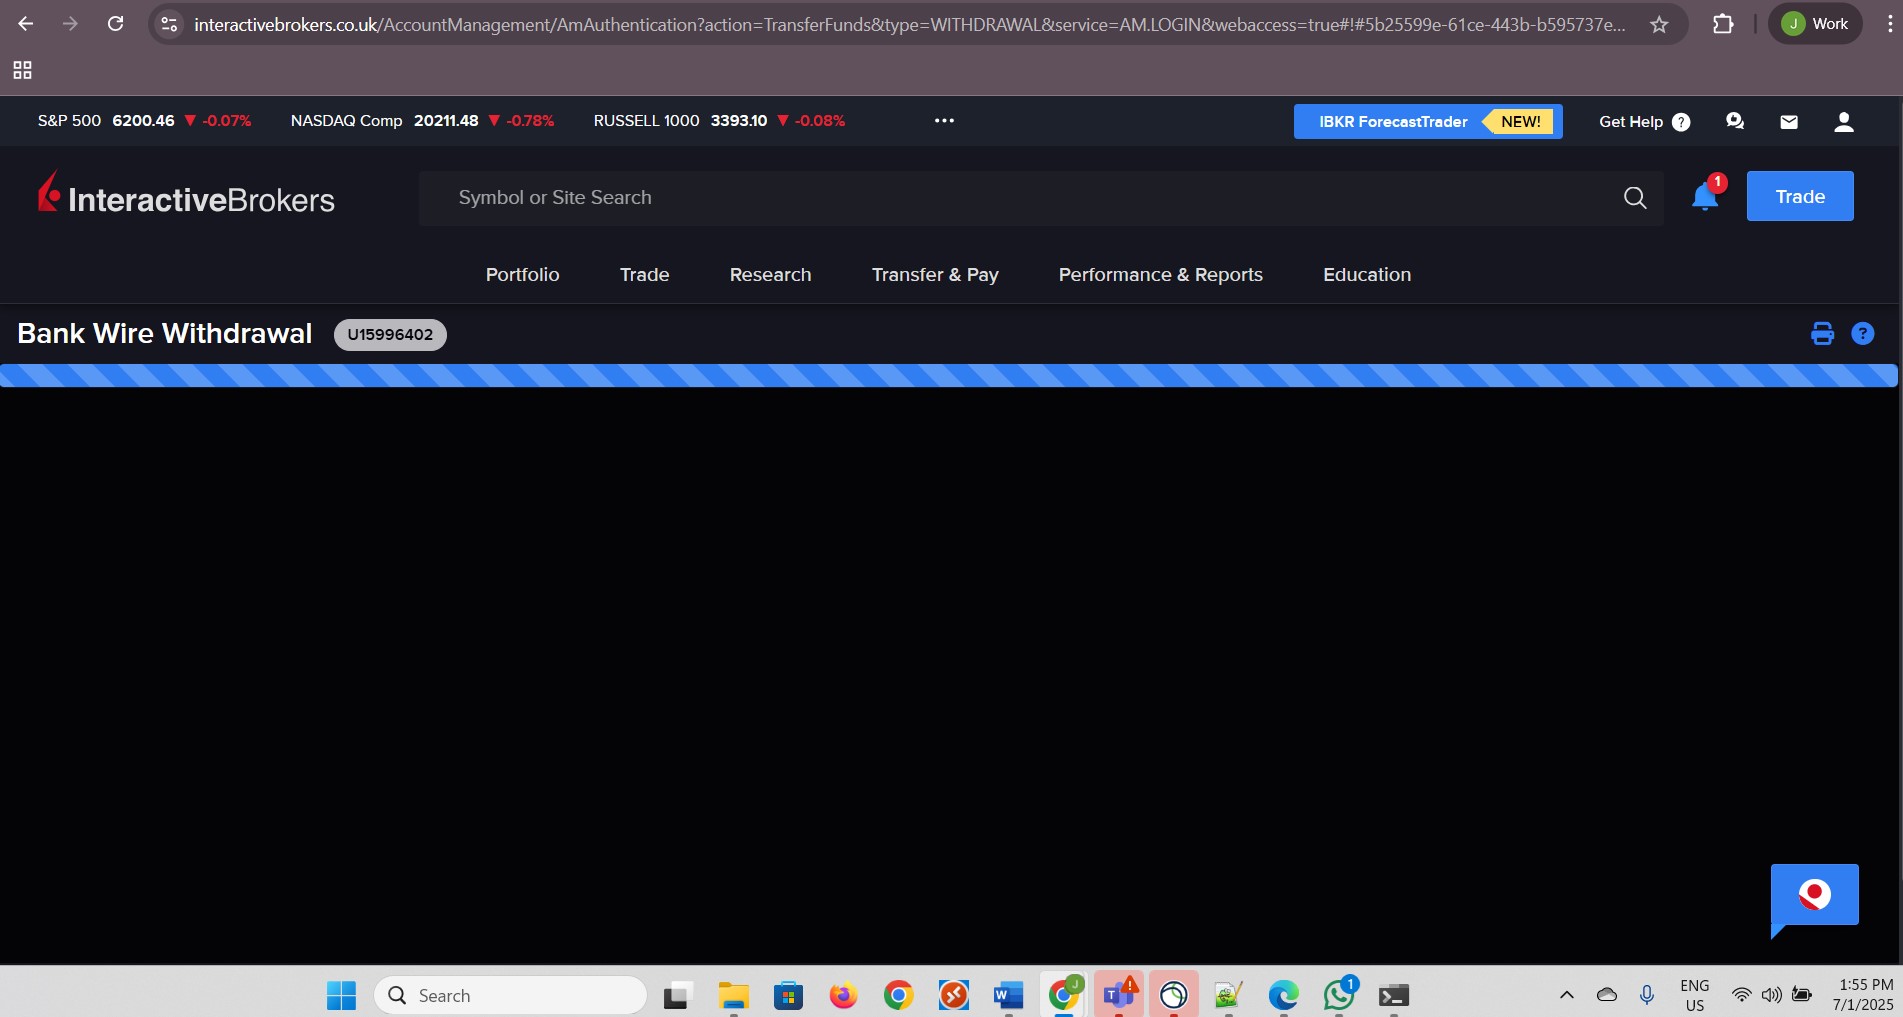 interactivebrokers.co.uk/AccountManagement/AmAuthentication?action=TransferFunds&type=WITHDRAWAL&service=AM.LOGIN&webaccess=true#!#5b25599e-61ce-443b-b595737e...
J Work
S&P 500 6200.46 ▼ -0.07% NASDAQ Comp 20211.48 ▼ -0.78% RUSSELL 1000 3393.10 ▼ -0.08% ... IBKR ForecastTrader NEW! Get Help ?
InteractiveBrokers Symbol or Site Search 1 Trade
Portfolio Trade Research Transfer & Pay Performance & Reports Education
Bank Wire Withdrawal U15996402 ?
Search W J T ! 1 ENG 1:55 PM
US 7/1/2025